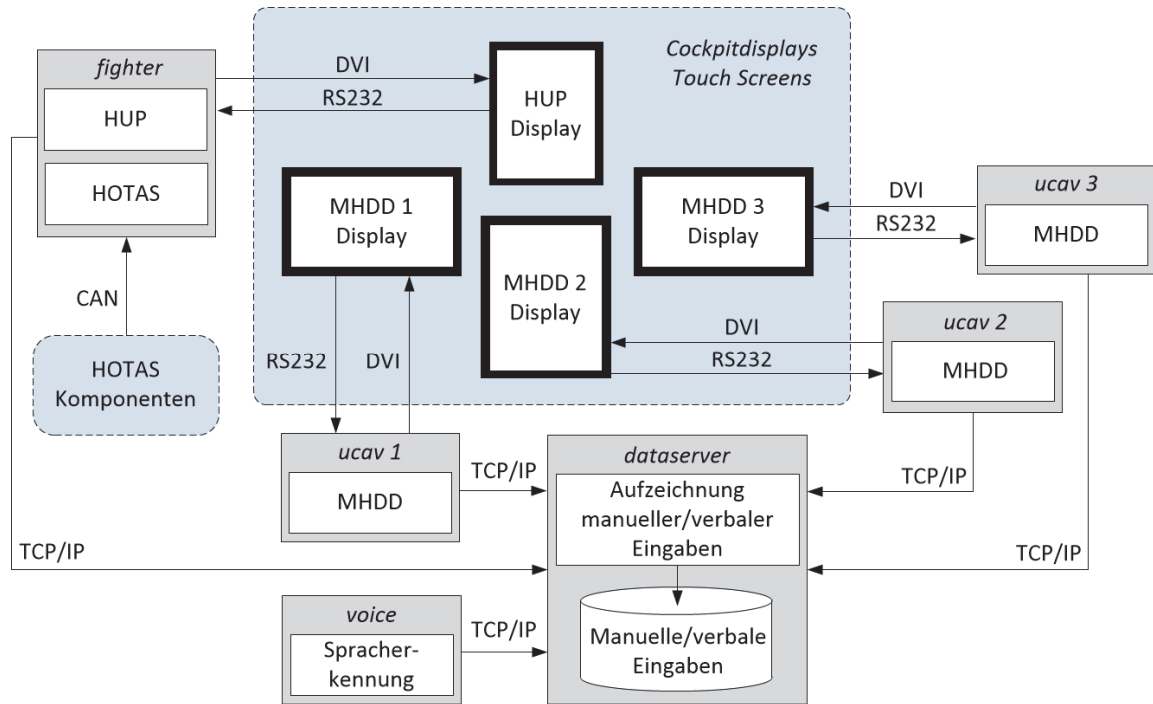 fighter
HUP
HOTAS
DVI
RS232
CAN
HOTAS
Komponenten
Cockpitdisplays
Touch Screens
HUP
Display
MHDD 1
Display
MHDD 2
Display
MHDD 3
Display
DVI
RS232
ucav 3
MHDD
DVI
RS232
ucav 2
MHDD
RS232
DVI
ucav 1
MHDD
TCP/IP
dataserver
Aufzeichnung
manueller/verbaler
Eingaben
Manuelle/verbale
Eingaben
TCP/IP
TCP/IP
TCP/IP
voice
Spracher-
kennung
TCP/IP